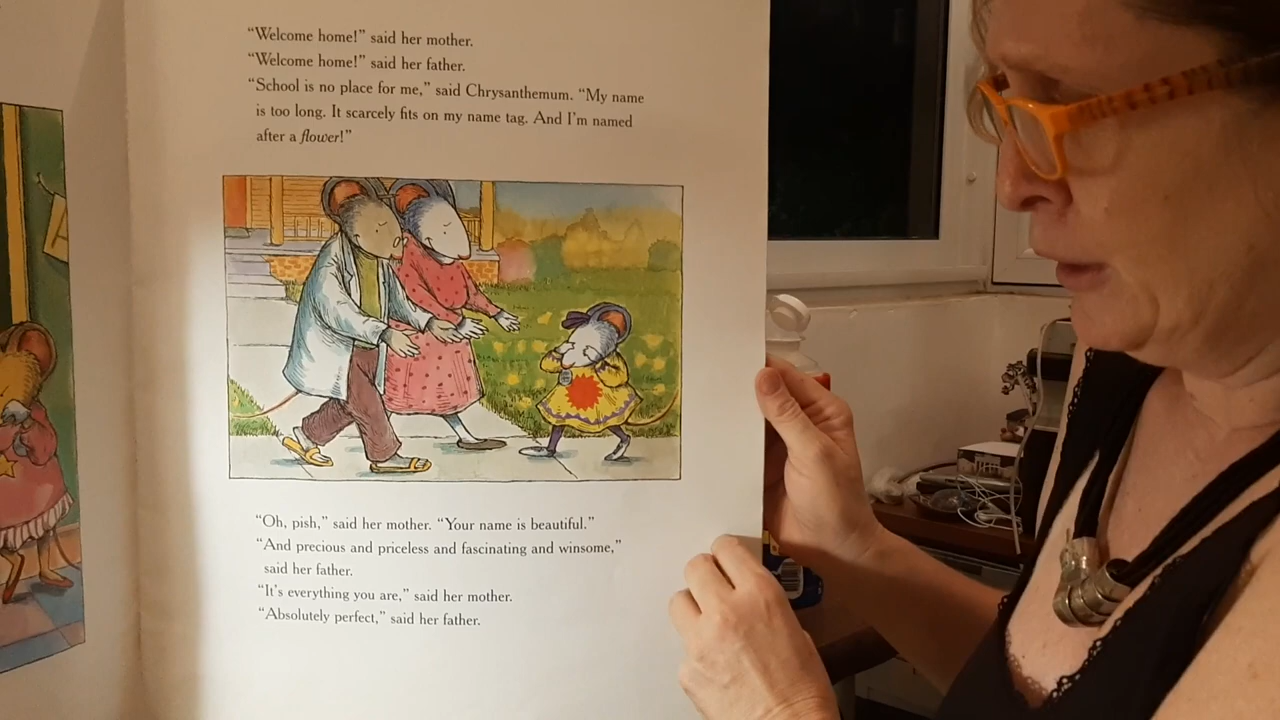 “Welcome home!” said her mother.
“Welcome home!” said her father.
“School is no place for me,” said Chrysanthemum. “My name
is too long. It scarcely fits on my name tag. And I’m named
after a flower!”
“Oh, pish,” said her mother. “Your name is beautiful.”
“And precious and priceless and fascinating and winsome,”
said her father.
“It’s everything you are,” said her mother.
“Absolutely perfect,” said her father.